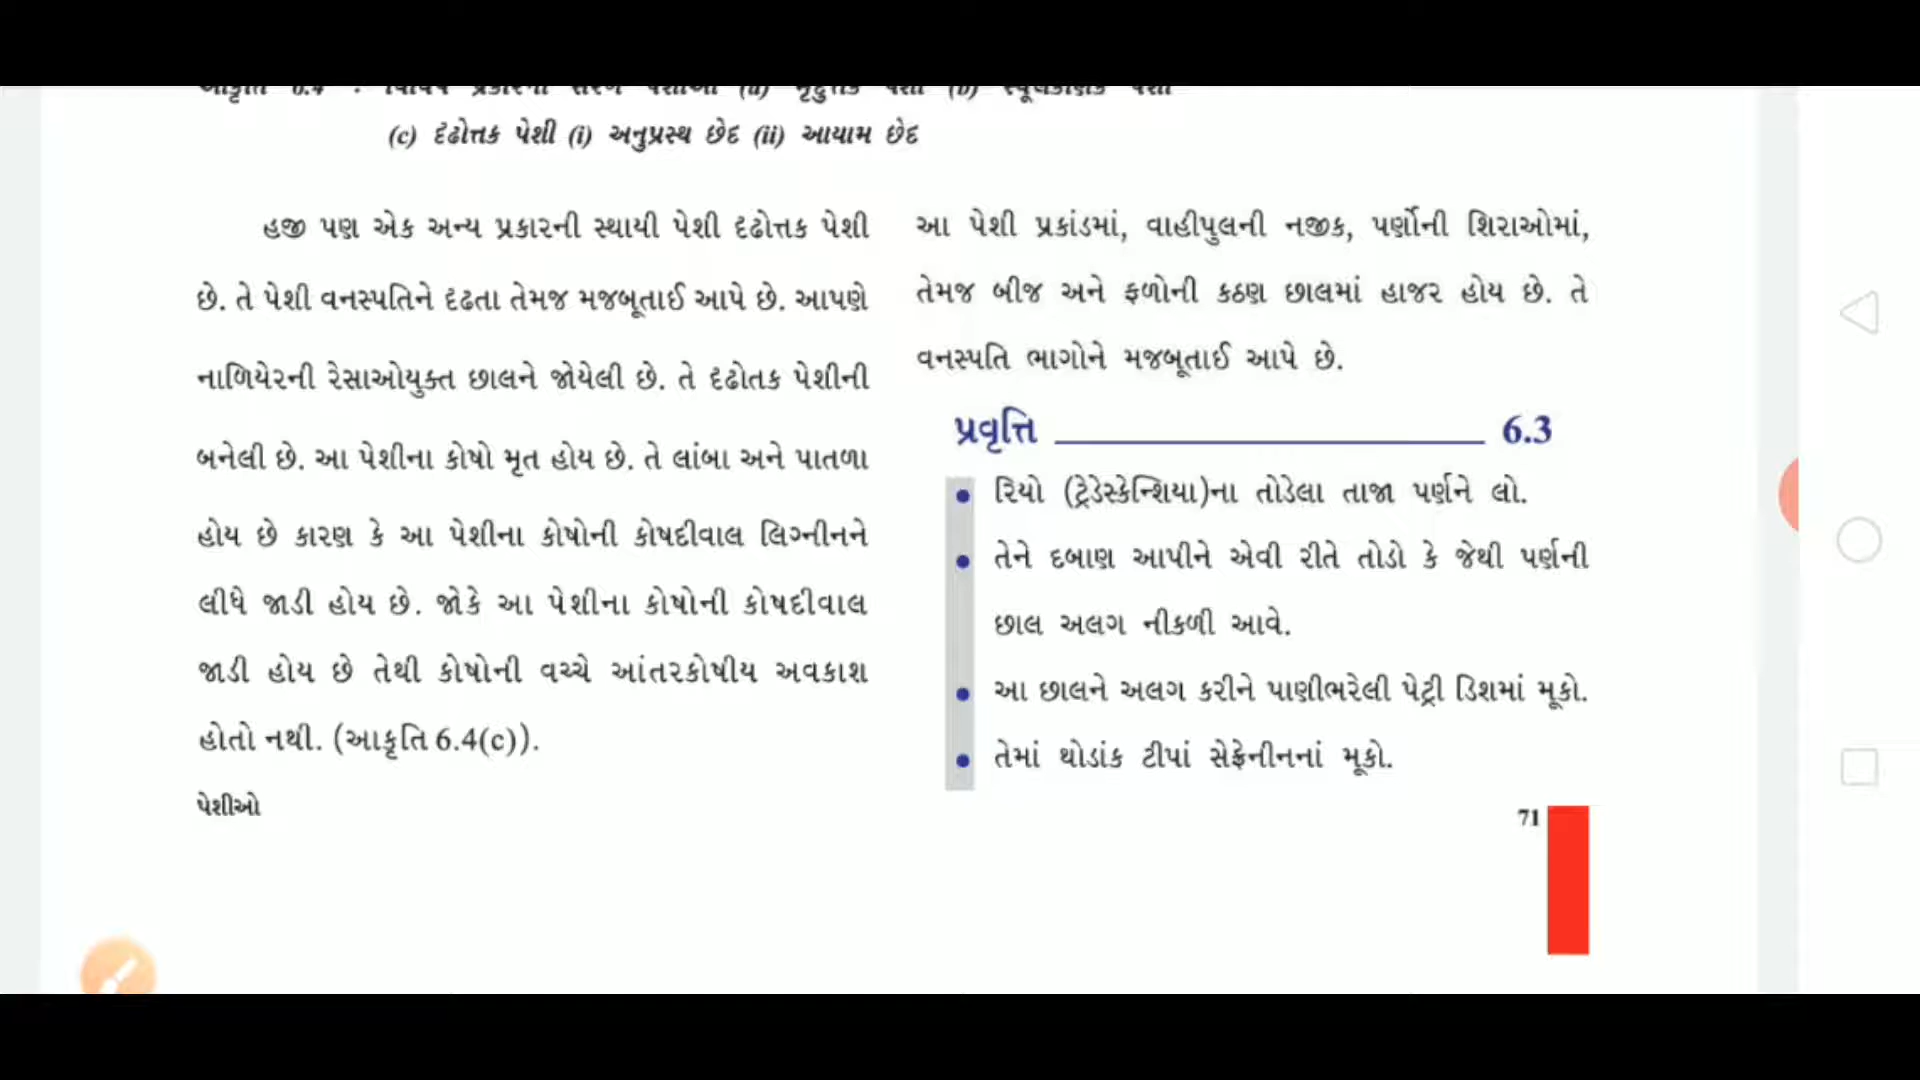 (c) દૃઢોત્તક પેશી (i) અનુપ્રસ્થ છેદ (ii) આયામ છેદ
હજી પણ એક અન્ય પ્રકારની સ્થાયી પેશી દૃઢોત્તક પેશી
છે. તે પેશી વનસ્પતિને દૃઢતા તેમજ મજબૂતાઈ આપે છે. આપણે
નાળિયેરની રેસાઓયુક્ત છાલને જોયેલી છે. તે દૃઢોતક પેશીની
બનેલી છે. આ પેશીના કોષો મૃત હોય છે. તે લાંબા અને પાતળા
હોય છે કારણ કે આ પેશીના કોષોની કોષદીવાલ લિગ્નીનને
લીધે જાડી હોય છે. જોકે આ પેશીના કોષોની કોષદીવાલ
જાડી હોય છે તેથી કોષોની વચ્ચે આંતરકોષીય અવકાશ
હોતો નથી. (આકૃતિ 6.4(c)).
પેશીઓ
આ પેશી પ્રકાંડમાં, વાહીપુલની નજીક, પર્ણોની શિરાઓમાં,
તેમજ બીજ અને ફળોની કઠણ છાલમાં હાજર હોય છે. તે
વનસ્પતિ ભાગોને મજબૂતાઈ આપે છે.
પ્રવૃત્તિ 6.3
• રિયો (ટ્રેડેસ્કેન્શિયા)ના તોડેલા તાજા પર્ણને લો.
• તેને દબાણ આપીને એવી રીતે તોડો કે જેથી પર્ણની
છાલ અલગ નીકળી આવે.
• આ છાલને અલગ કરીને પાણીભરેલી પેટ્રી ડિશમાં મૂકો.
• તેમાં થોડાંક ટીપાં સેફ્રેનીનનાં મૂકો.
71